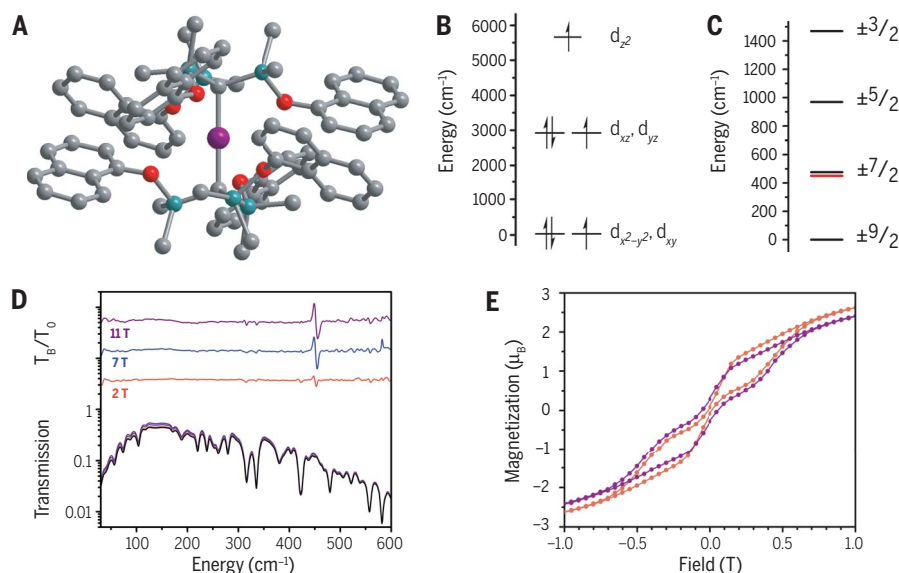 A
B
Energy (cm⁻¹)
6000
5000
4000
3000
2000
1000
0
d_z²
d_xz, d_yz
d_x²−y², d_xy
C
Energy (cm⁻¹)
1400
1200
1000
800
600
400
200
0
±3/2
±5/2
±7/2
±9/2
D
T_B/T_0
Transmission
11 T
7 T
2 T
1
0.1
0.01
100 200 300 400 500 600
Energy (cm⁻¹)
E
Magnetization (μ_B)
3
2
1
0
−1
−2
−3
-1.0 -0.5 0.0 0.5 1.0
Field (T)